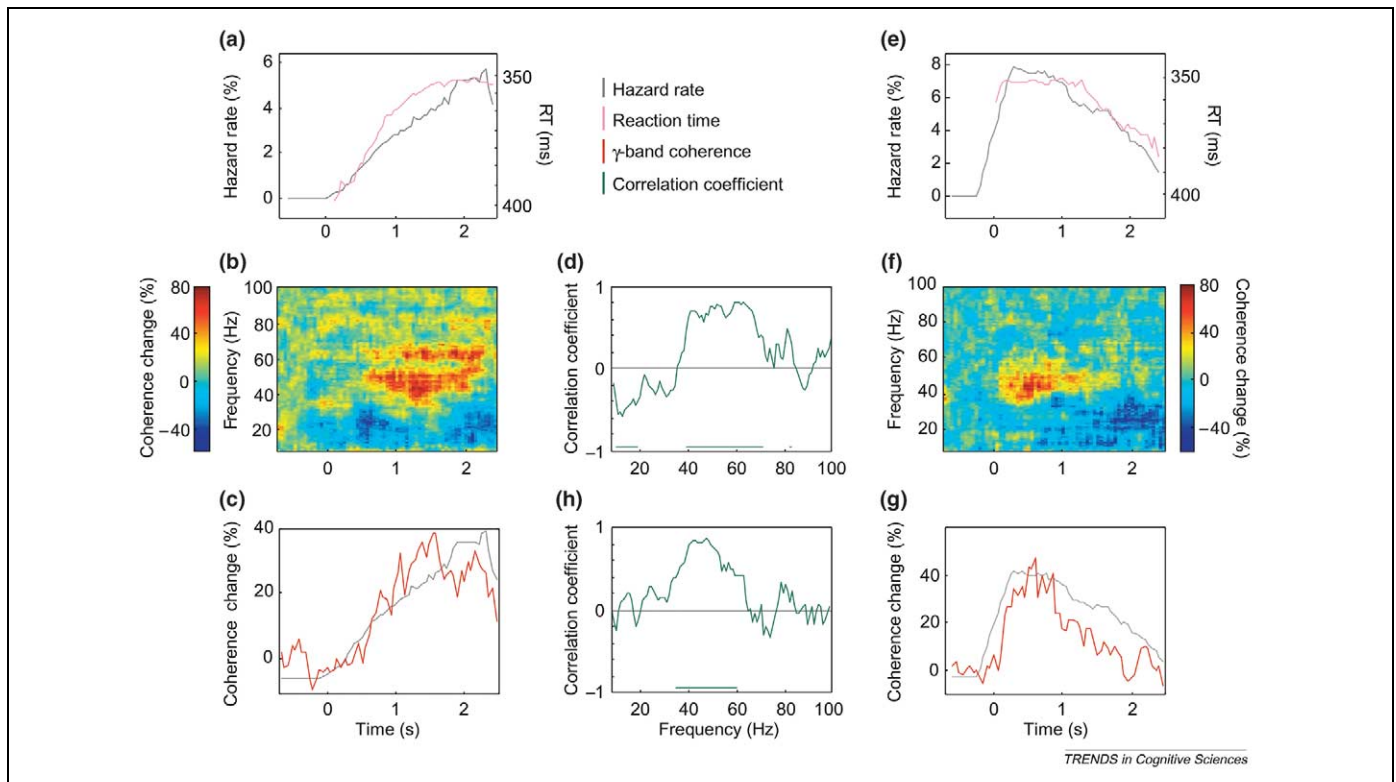 (a)
Hazard rate (%)
6
4
2
0
350
400
RT (ms)
0 1 2
Hazard rate
Reaction time
γ-band coherence
Correlation coefficient
(e)
Hazard rate (%)
8
6
4
2
0
350
400
RT (ms)
0 1 2
(b)
Coherence change (%)
80
40
0
−40
Frequency (Hz)
100
80
60
40
20
0 1 2
(d)
Correlation coefficient
1
0
−1
20 40 60 80 100
(f)
Frequency (Hz)
100
80
60
40
20
0 1 2
80
40
0
−40
Coherence change (%)
(c)
Coherence change (%)
40
20
0
0 1 2
Time (s)
(h)
Correlation coefficient
1
0
−1
20 40 60 80 100
Frequency (Hz)
(g)
Coherence change (%)
40
20
0
0 1 2
Time (s)
TRENDS in Cognitive Sciences